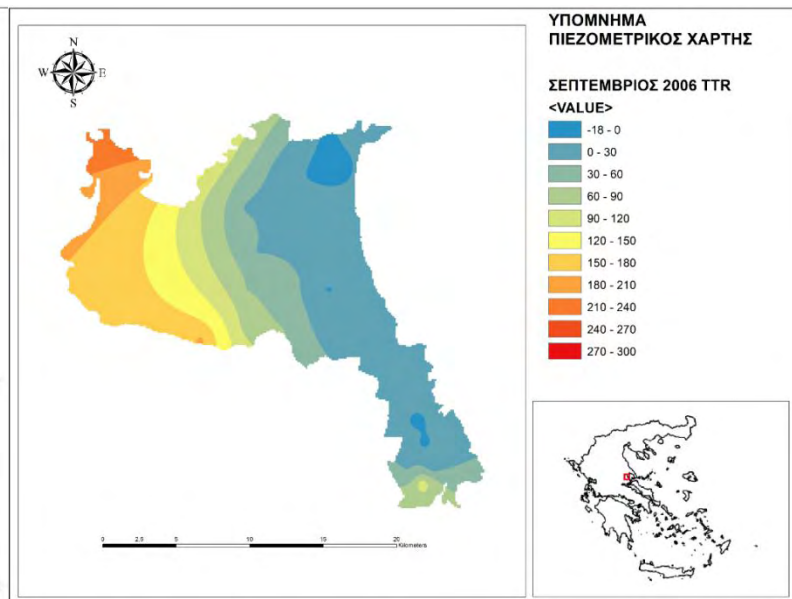 N
W E
S
ΥΠΟΜΝΗΜΑ
ΠΙΕΖΟΜΕΤΡΙΚΟΣ ΧΑΡΤΗΣ
ΣΕΠΤΕΜΒΡΙΟΣ 2006 TTR
<VALUE>
-18 - 0
0 - 30
30 - 60
60 - 90
90 - 120
120 - 150
150 - 180
180 - 210
210 - 240
240 - 270
270 - 300
0 2,5 5 10 15 20
Kilometers